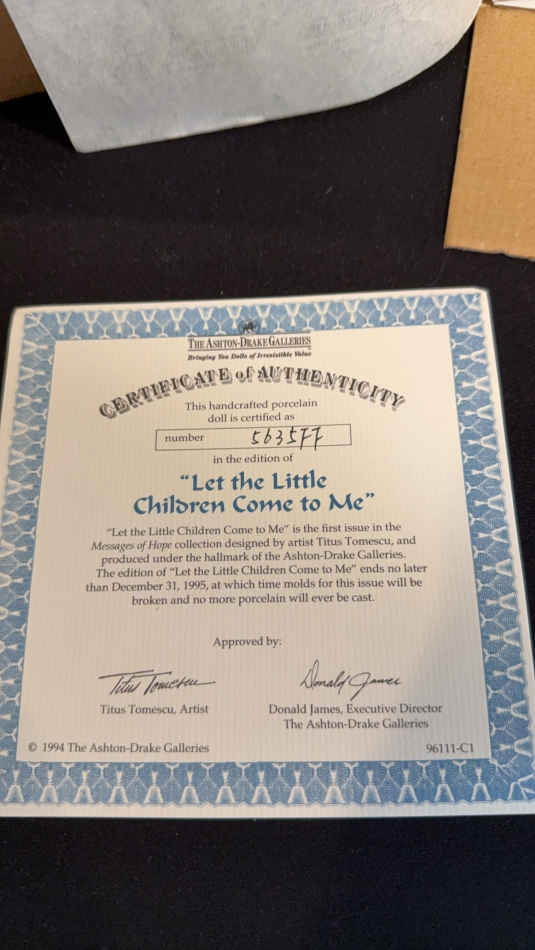 THE ASHTON-DRAKE GALLERIES
Bringing You Dolls of Irresistible Value
CERTIFICATE of AUTHENTICITY
This handcrafted porcelain
doll is certified as
number 563577
in the edition of
“Let the Little
Children Come to Me”
“Let the Little Children Come to Me” is the first issue in the
Messages of Hope collection designed by artist Titus Tomescu, and
produced under the hallmark of the Ashton-Drake Galleries.
The edition of “Let the Little Children Come to Me” ends no later
than December 31, 1995, at which time molds for this issue will be
broken and no more porcelain will ever be cast.
Approved by:
Titus Tomescu Donald James
Titus Tomescu, Artist Donald James, Executive Director
The Ashton-Drake Galleries
© 1994 The Ashton-Drake Galleries 96111-C1